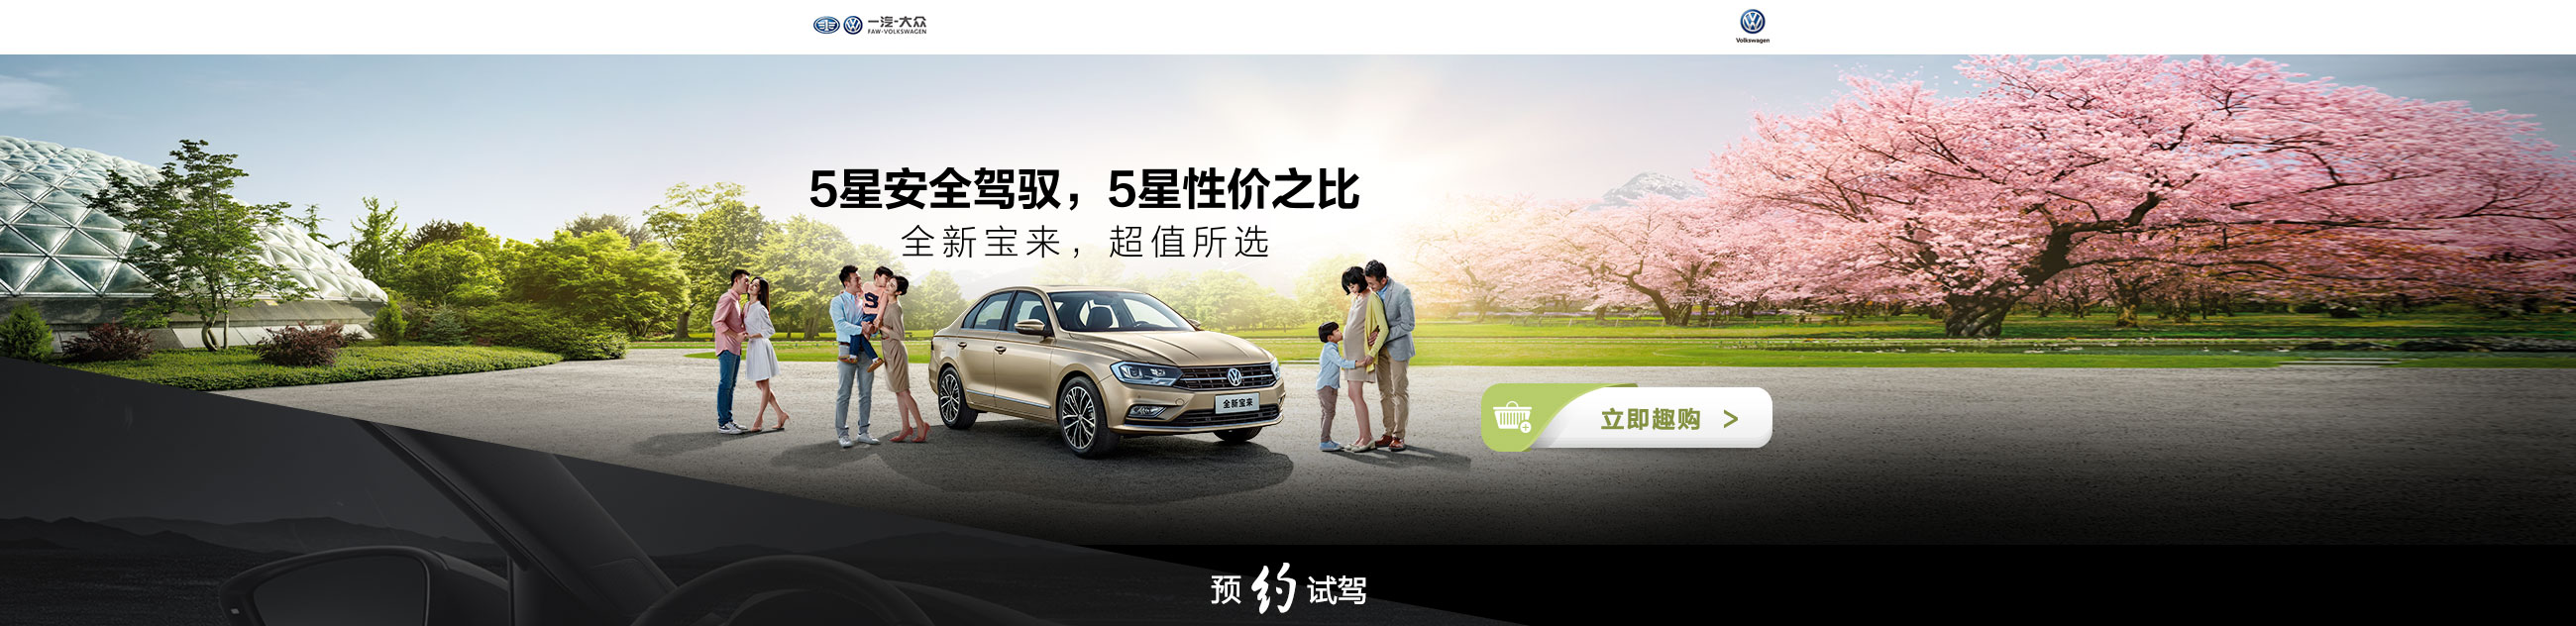 一汽-大众
FAW-VOLKSWAGEN
Volkswagen
5星安全驾驭，5星性价之比
全新宝来，超值所选
全新宝来
立即趣购 >
预约试驾